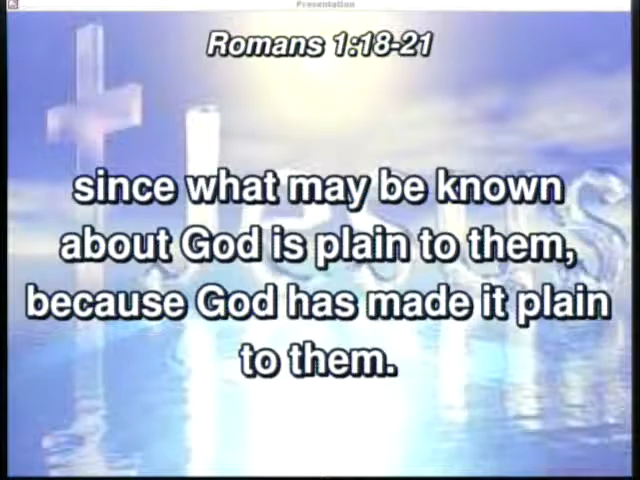 Presentation
Romans 1:18-21
Jesus
since what may be known
about God is plain to them,
because God has made it plain
to them.